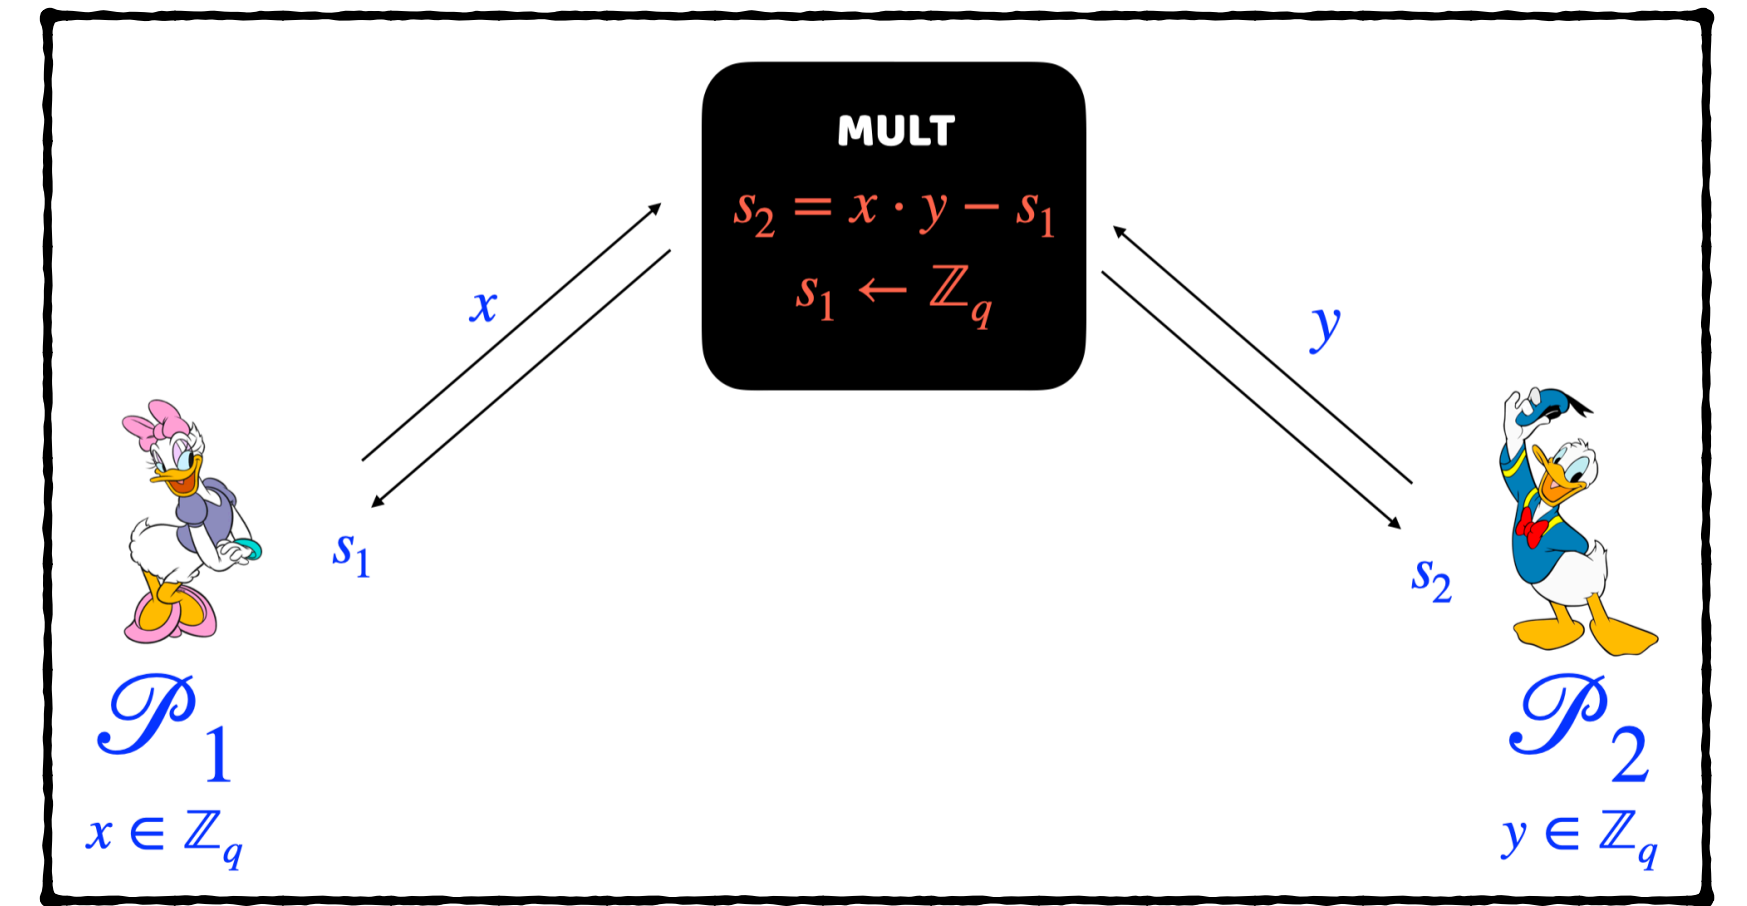 MULT
s₂ = x · y − s₁
s₁ ← ℤ_q
x
y
s₁
s₂
𝒫₁
𝒫₂
x ∈ ℤ_q
y ∈ ℤ_q